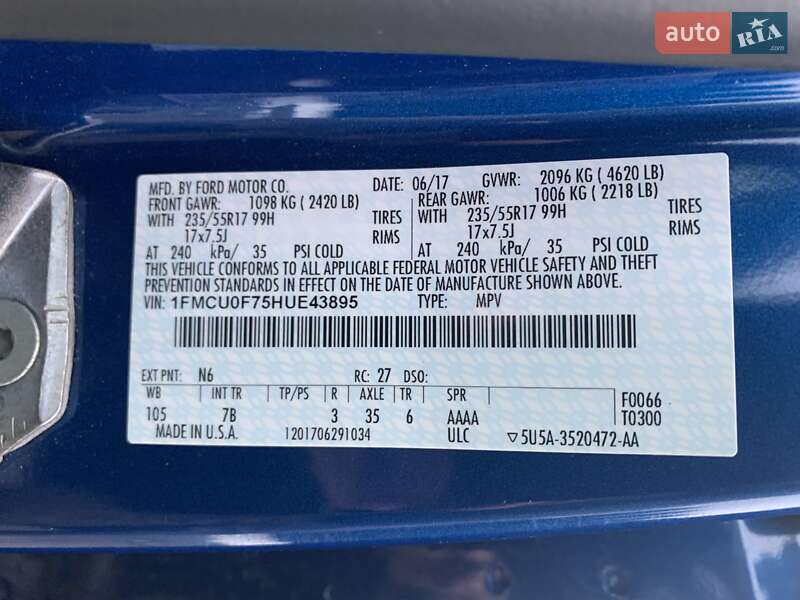 auto RIA.com
MFD. BY FORD MOTOR CO. DATE: 06/17 GVWR: 2096 KG ( 4620 LB)
FRONT GAWR: 1098 KG ( 2420 LB) REAR GAWR: 1006 KG ( 2218 LB)
WITH 235/55R17 99H TIRES WITH 235/55R17 99H TIRES
17x7.5J RIMS 17x7.5J RIMS
AT 240 kPa/ 35 PSI COLD AT 240 kPa/ 35 PSI COLD
THIS VEHICLE CONFORMS TO ALL APPLICABLE FEDERAL MOTOR VEHICLE SAFETY AND THEFT
PREVENTION STANDARDS IN EFFECT ON THE DATE OF MANUFACTURE SHOWN ABOVE.
VIN: 1FMCU0F75HUE43895 TYPE: MPV
EXT PNT: N6 RC: 27 DSO:
WB INT TR TP/PS R AXLE TR SPR F0066
105 7B 3 35 6 AAAA T0300
MADE IN U.S.A. 1201706291034 ULC ▽5U5A-3520472-AA